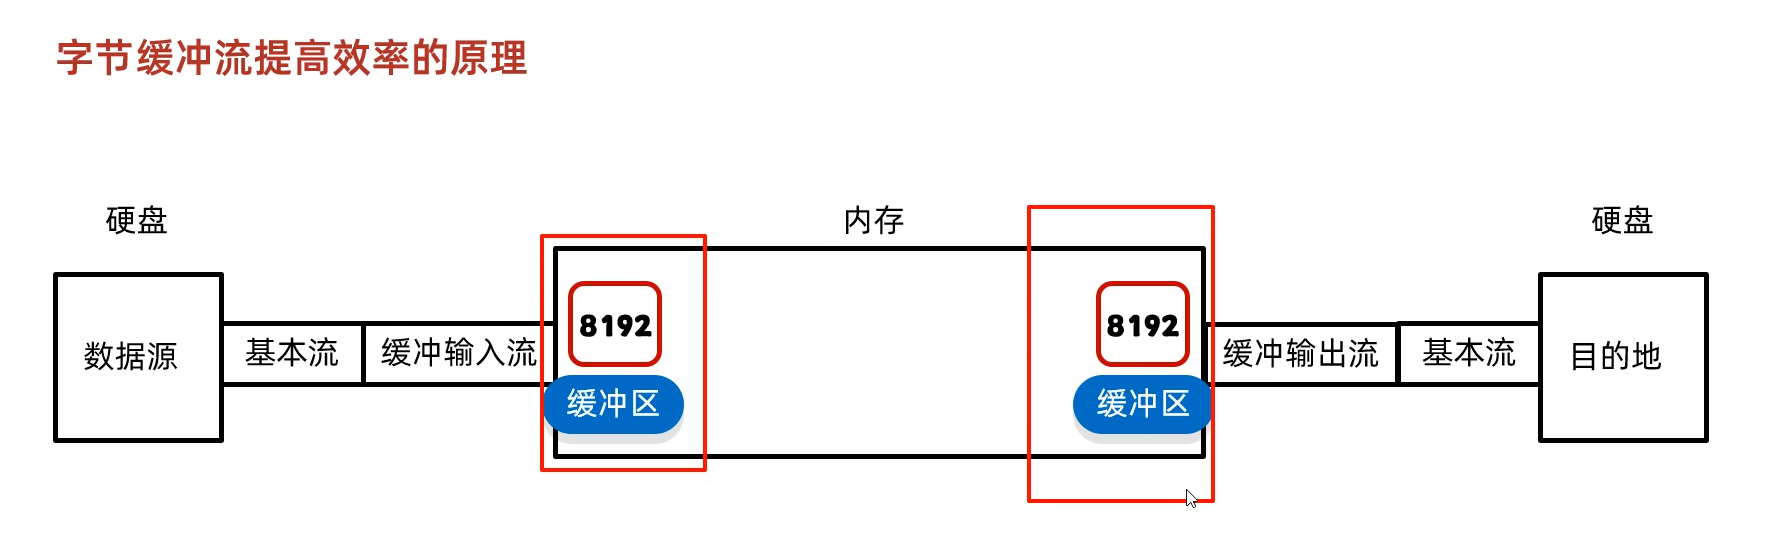 字节缓冲流提高效率的原理
硬盘
内存
硬盘
数据源
基本流
缓冲输入流
8192
缓冲区
8192
缓冲区
缓冲输出流
基本流
目的地